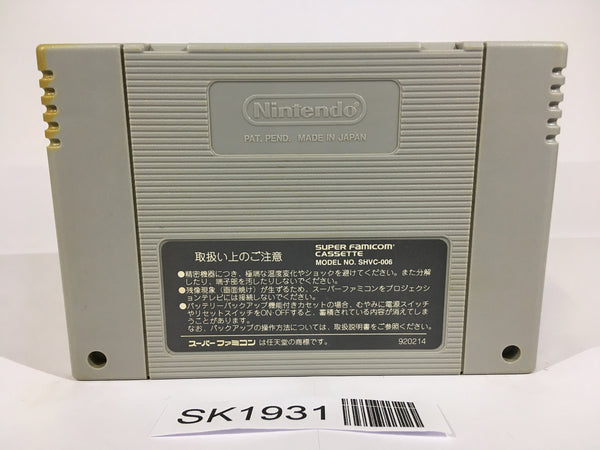 Nintendo
PAT. PEND. MADE IN JAPAN
取扱い上のご注意
SUPER FAMICOM
CASSETTE
MODEL NO. SHVC-006
●精密機器につき、極端な温度変化やショックを避けてください。また分解
したり、端子部を汚したりしないでください。
●残像現象(画面焼け)が生ずるため、スーパーファミコンをプロジェクシ
ョンテレビには接続しないでください。
●バッテリーバックアップ機能付きカセットの場合、むやみに電源スイッチ
やリセットスイッチをON・OFFすると、蓄積されている内容が消えてしま
うことがあります。
なお、バックアップの操作方法については、取扱説明書をご参照ください。
スーパーファミコン は任天堂の商標です。
920214
SK1931